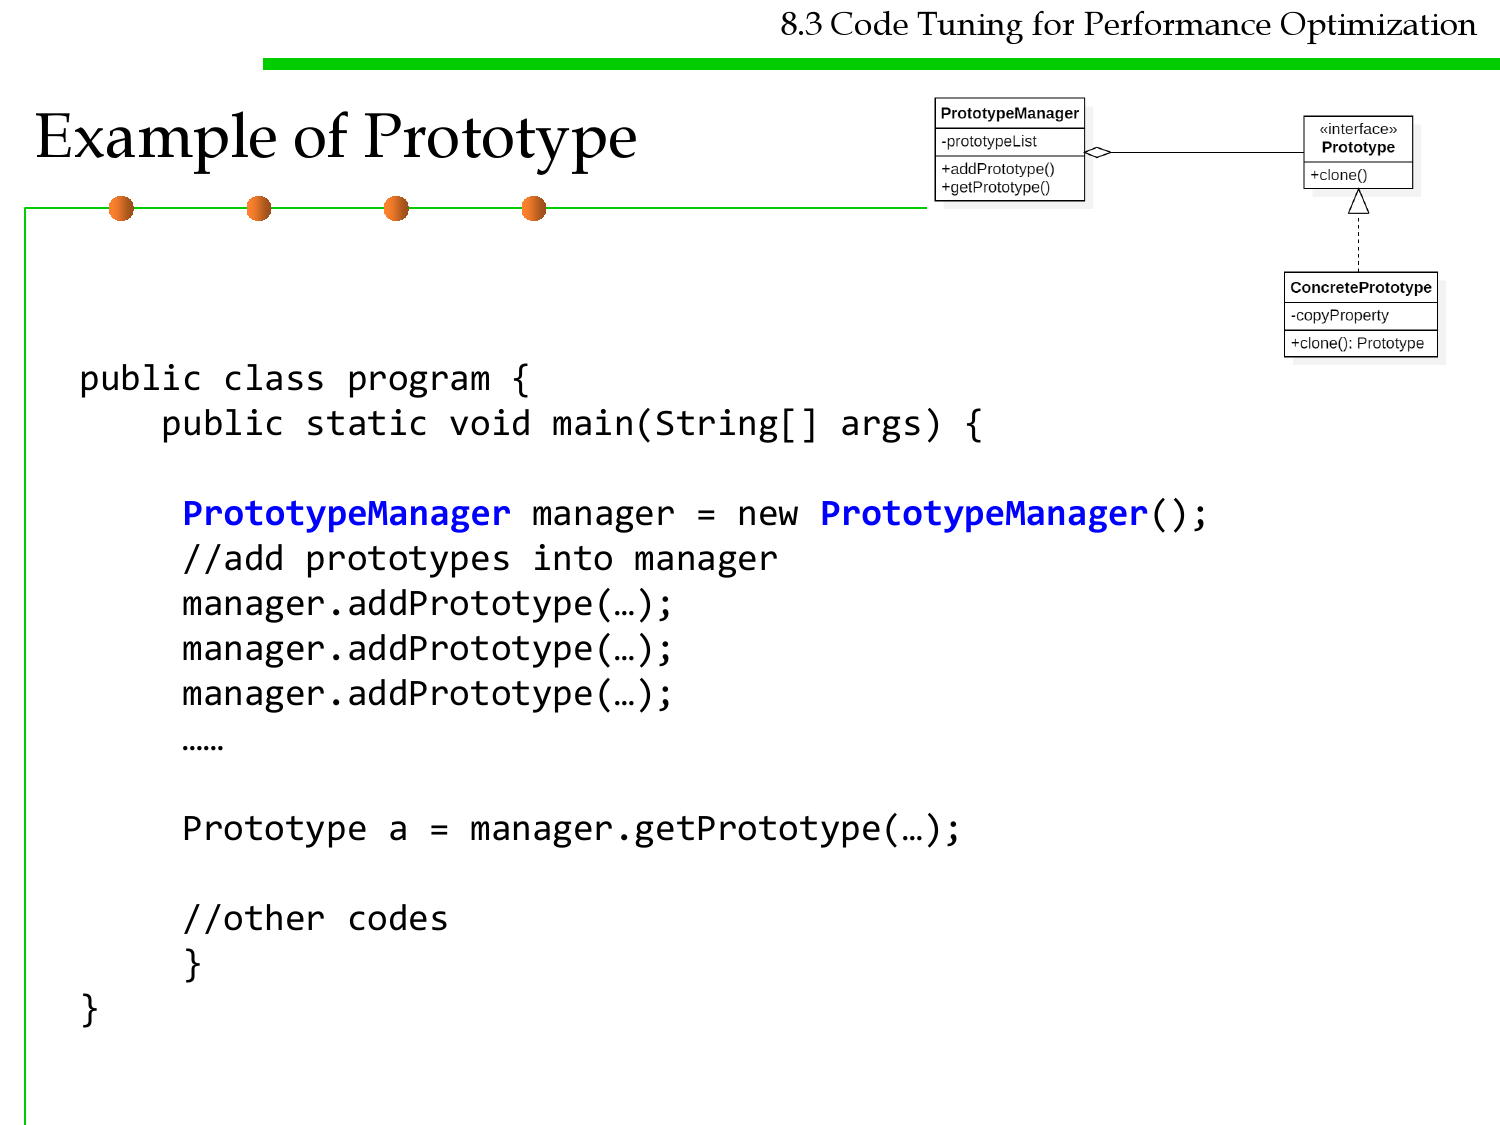 8.3 Code Tuning for Performance Optimization
Example of Prototype
PrototypeManager
-prototypeList
+addPrototype()
+getPrototype()
«interface»
Prototype
+clone()
ConcretePrototype
-copyProperty
+clone(): Prototype
public class program {
    public static void main(String[] args) {
     PrototypeManager manager = new PrototypeManager();
     //add prototypes into manager
     manager.addPrototype(…);
     manager.addPrototype(…);
     manager.addPrototype(…);
     ……
     Prototype a = manager.getPrototype(…);
     //other codes
     }
}